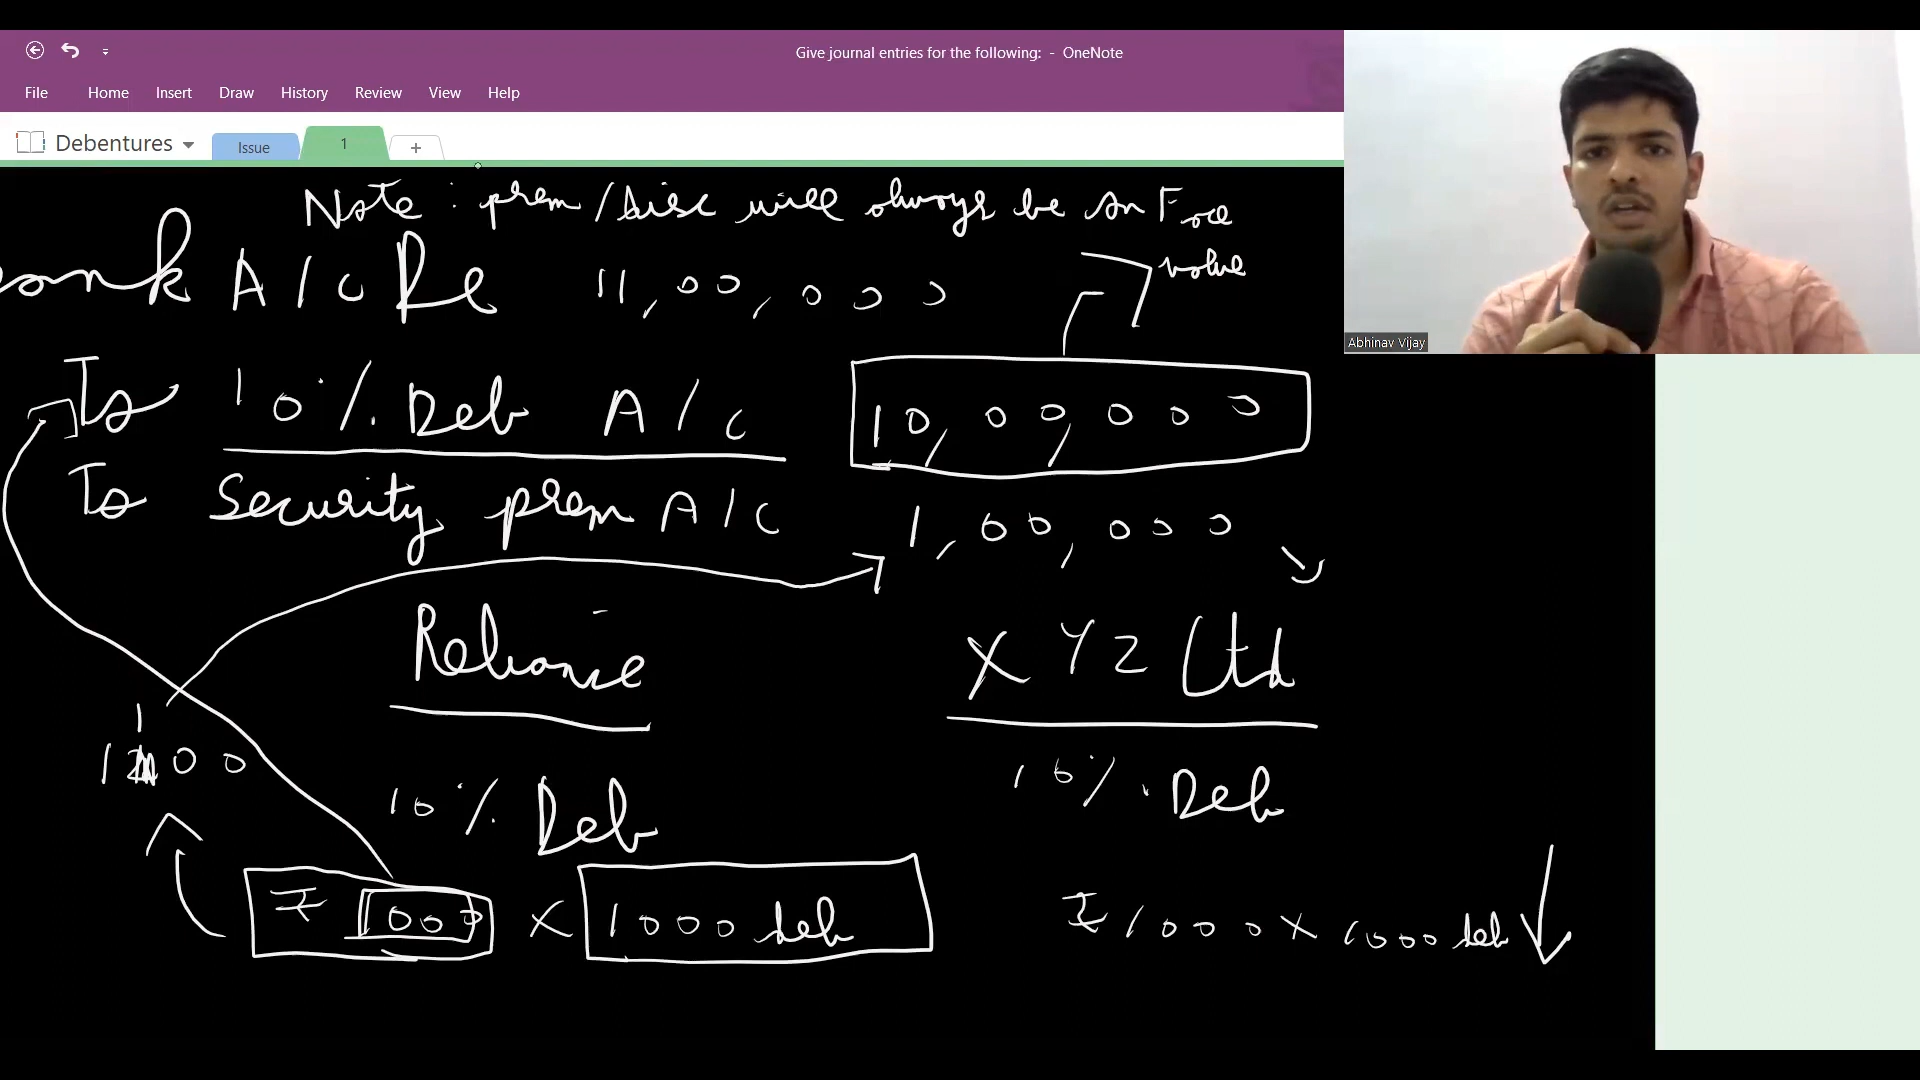 Give journal entries for the following: - OneNote
File Home Insert Draw History Review View Help
Debentures Issue 1 +
Note : prem / Disc will always be on Face value
Bank A/c De 11,00,000
To 10% Deb A/c 10,00,000
To Security prem A/c 1,00,000
Reliance XYZ Ltd
1
1100
10% Deb 10% Deb
₹ 1000 × 1000 deb ₹ 1000 × 1000 deb
Abhinav Vijay